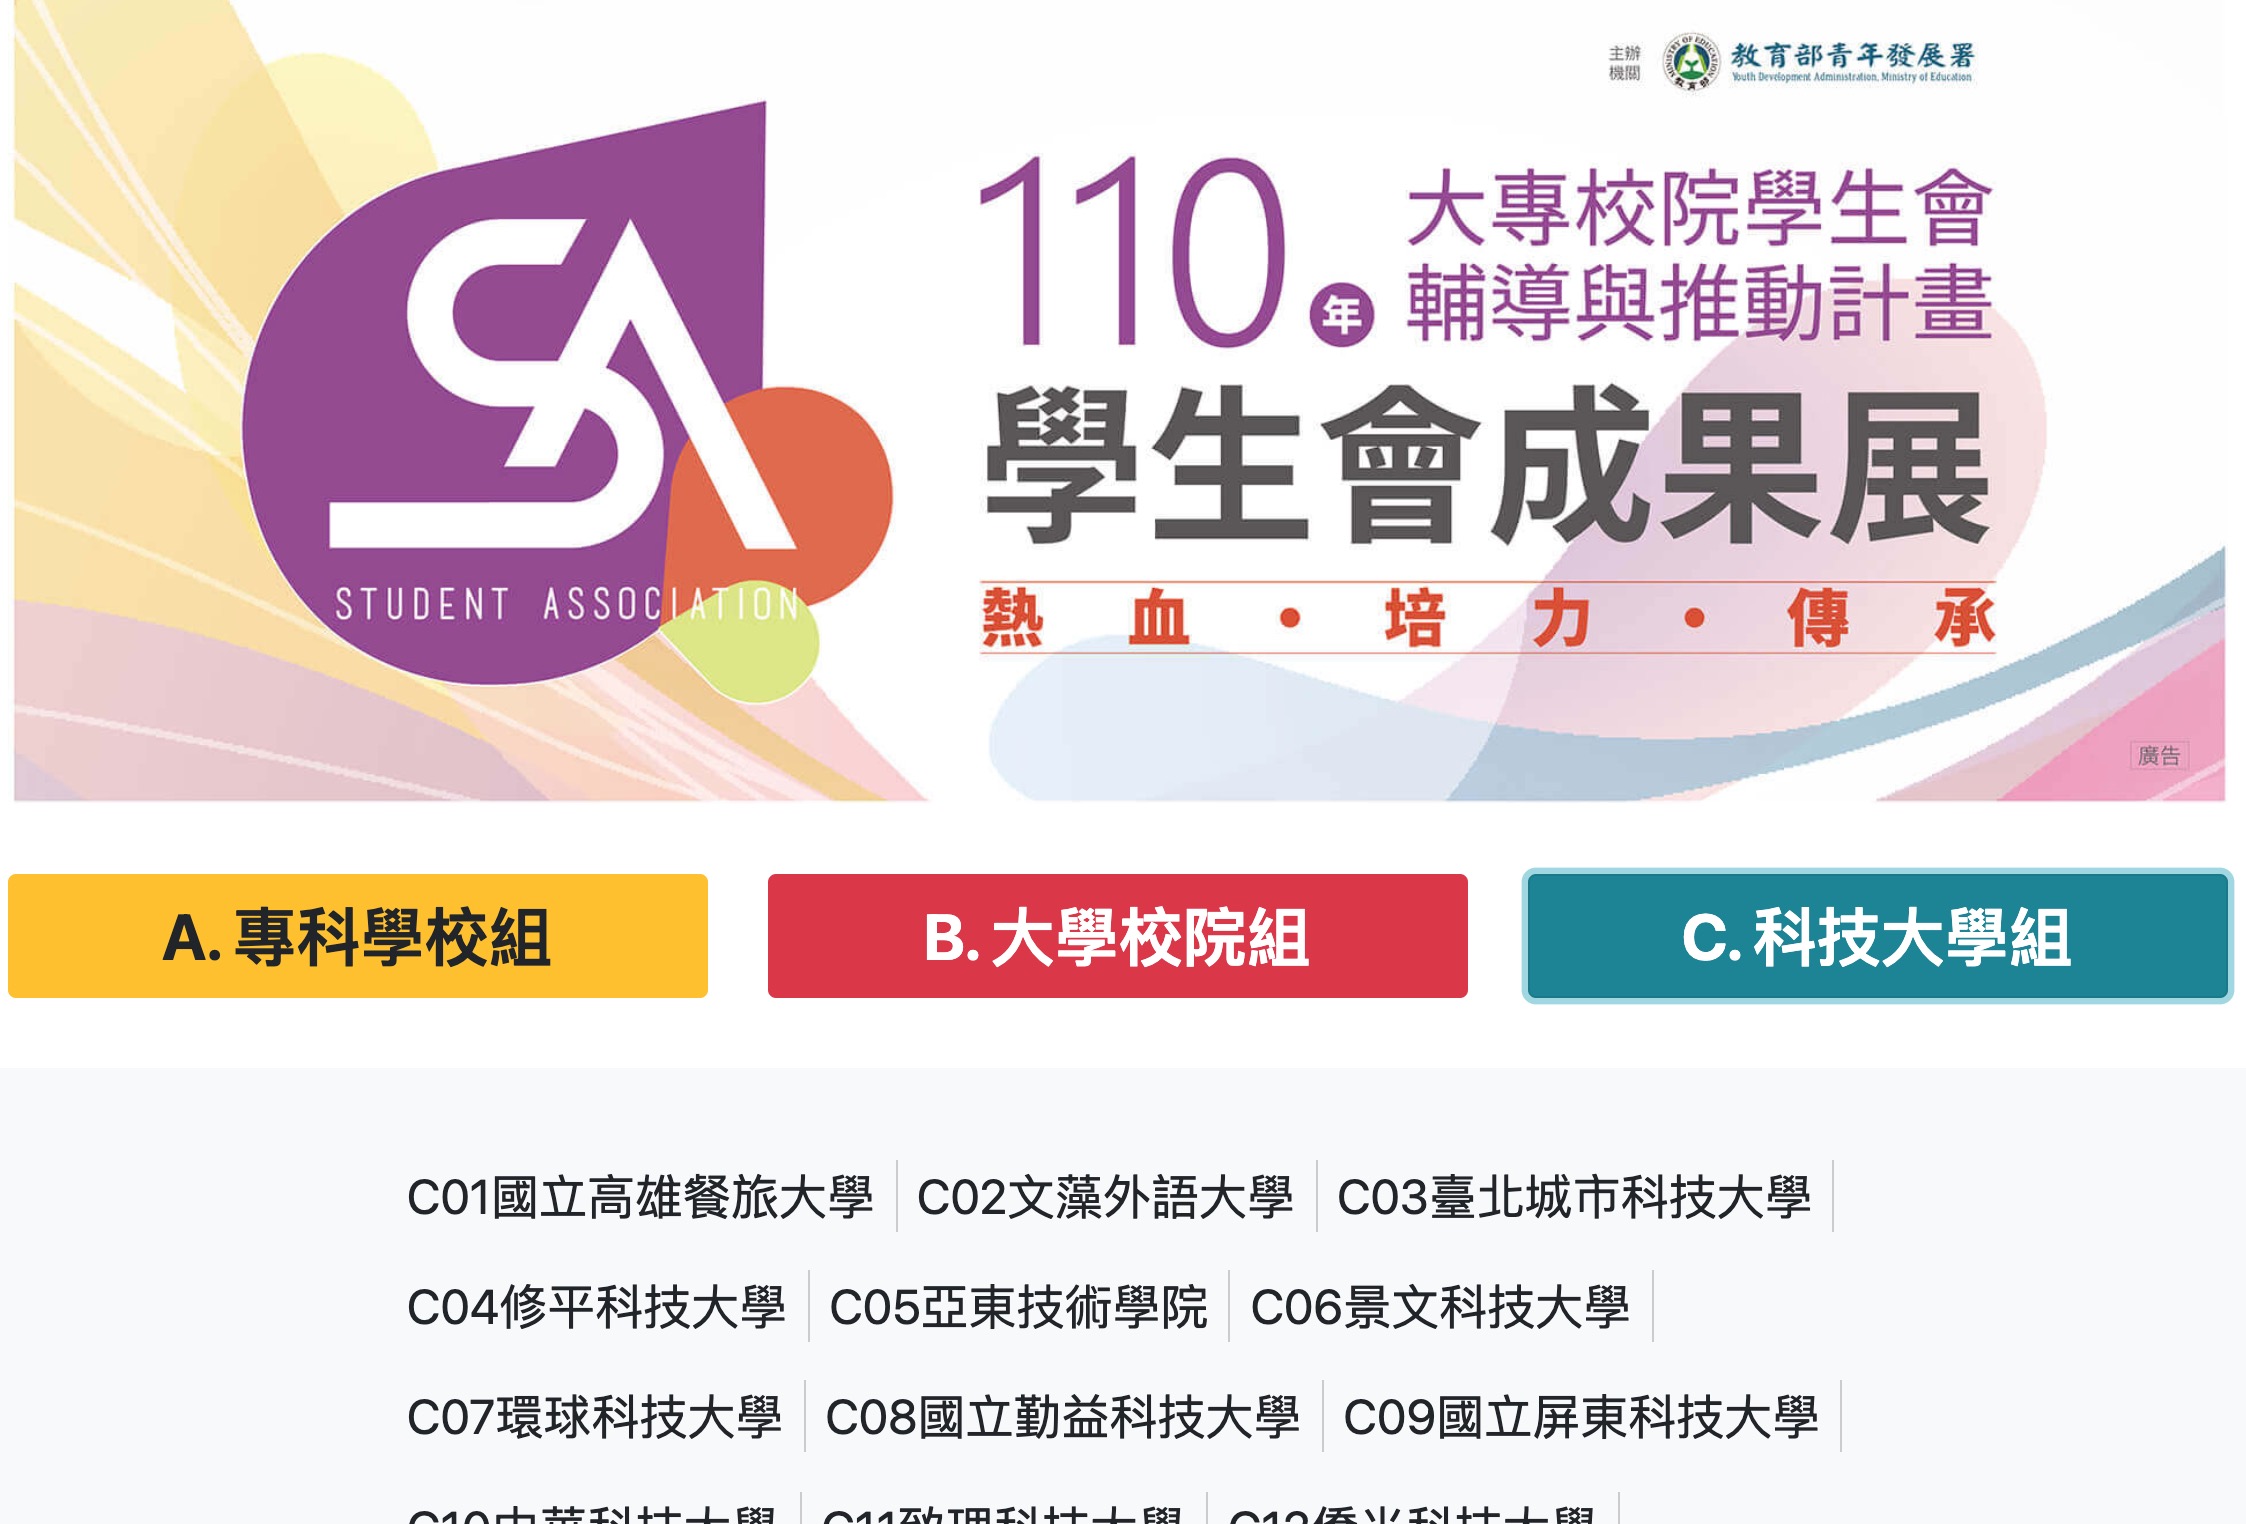 主辦
機關
教育部青年發展署
Youth Development Administration, Ministry of Education
110年
大專校院學生會
輔導與推動計畫
學生會成果展
熱血・培力・傳承
SA
STUDENT ASSOCIATION
廣告
A. 專科學校組
B. 大學校院組
C. 科技大學組
C01國立高雄餐旅大學 C02文藻外語大學 C03臺北城市科技大學
C04修平科技大學 C05亞東技術學院 C06景文科技大學
C07環球科技大學 C08國立勤益科技大學 C09國立屏東科技大學
C10中華科技大學 C11致理科技大學 C12僑光科技大學